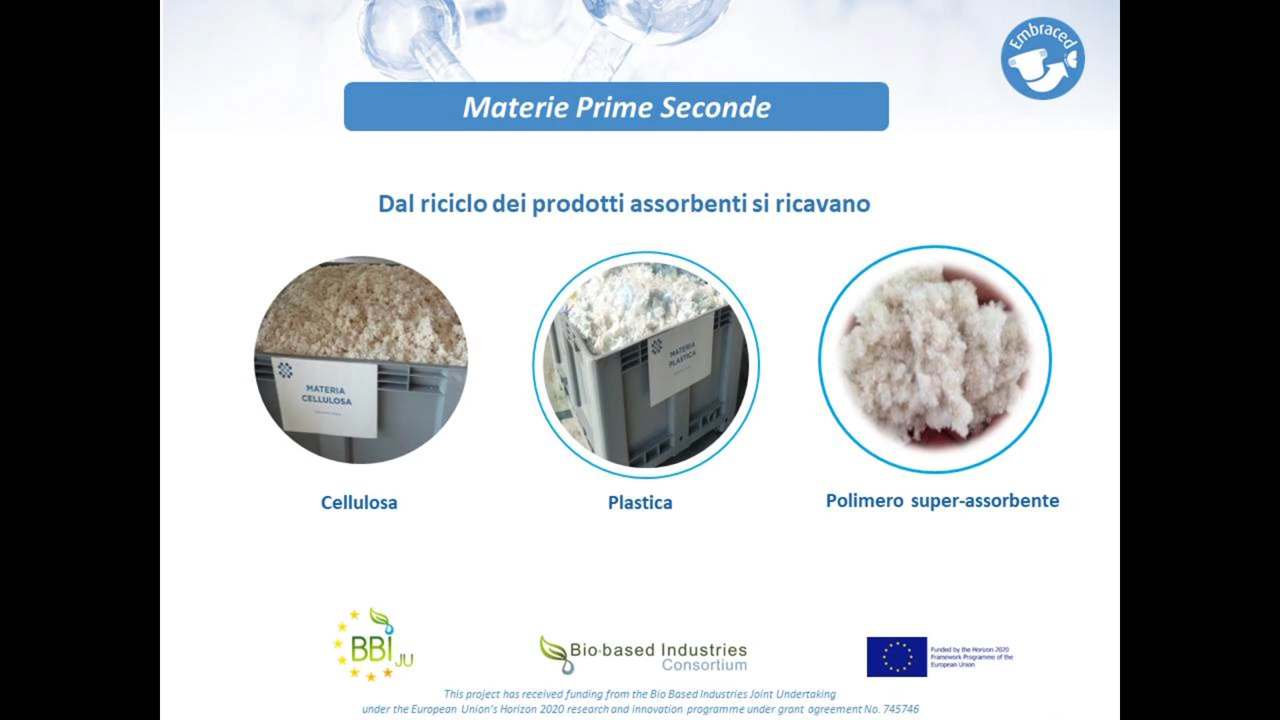 Embraced
Materie Prime Seconde
Dal riciclo dei prodotti assorbenti si ricavano
MATERIA
CELLULOSA
MATERIA
PLASTICA
Cellulosa
Plastica
Polimero super-assorbente
BBI JU
Bio-based Industries
Consortium
Funded by the Horizon 2020
Framework Programme of the
European Union
This project has received funding from the Bio Based Industries Joint Undertaking
under the European Union's Horizon 2020 research and innovation programme under grant agreement No. 745746